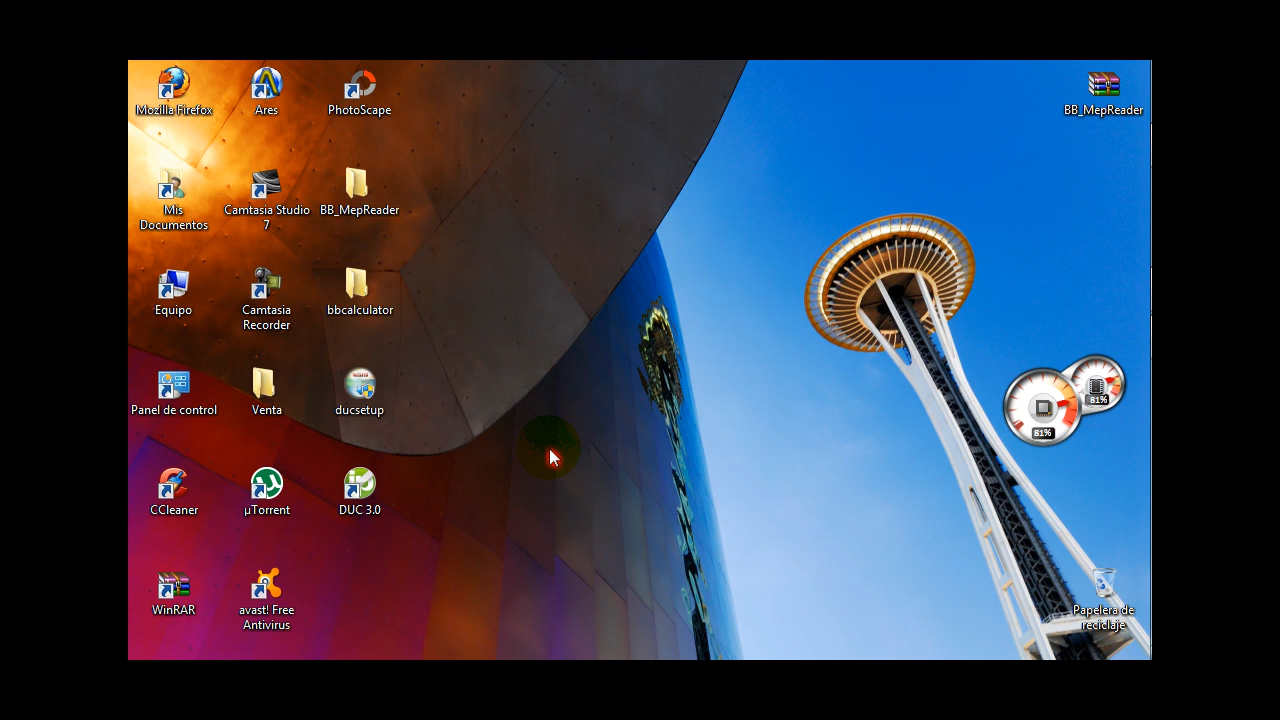 Mozilla Firefox
Ares
PhotoScape
BB_MepReader
Mis
Documentos
Camtasia Studio
7
BB_MepReader
Equipo
Camtasia
Recorder
bbcalculator
Panel de control
Venta
ducsetup
81%
81%
CCleaner
µTorrent
DUC 3.0
WinRAR
avast! Free
Antivirus
Papelera de
reciclaje